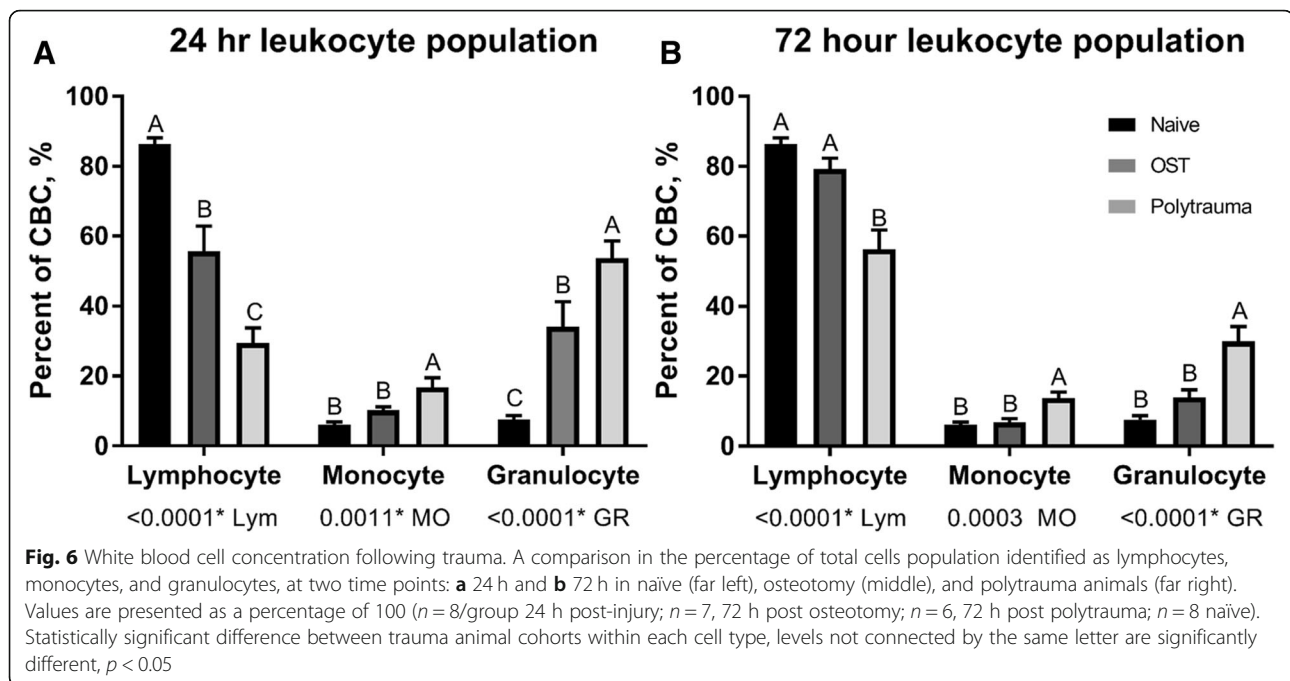 A
24 hr leukocyte population
Percent of CBC, %
100
80
60
40
20
0
A
B
C
B
B
A
C
B
A
Lymphocyte Monocyte Granulocyte
<0.0001* Lym 0.0011* MO <0.0001* GR
B
72 hour leukocyte population
Percent of CBC, %
100
80
60
40
20
0
A
A
B
B
B
A
B
B
A
Naive
OST
Polytrauma
Lymphocyte Monocyte Granulocyte
<0.0001* Lym 0.0003 MO <0.0001* GR
Fig. 6 White blood cell concentration following trauma. A comparison in the percentage of total cells population identified as lymphocytes,
monocytes, and granulocytes, at two time points: a 24 h and b 72 h in naïve (far left), osteotomy (middle), and polytrauma animals (far right).
Values are presented as a percentage of 100 (n = 8/group 24 h post-injury; n = 7, 72 h post osteotomy; n = 6, 72 h post polytrauma; n = 8 naïve).
Statistically significant difference between trauma animal cohorts within each cell type, levels not connected by the same letter are significantly
different, p < 0.05